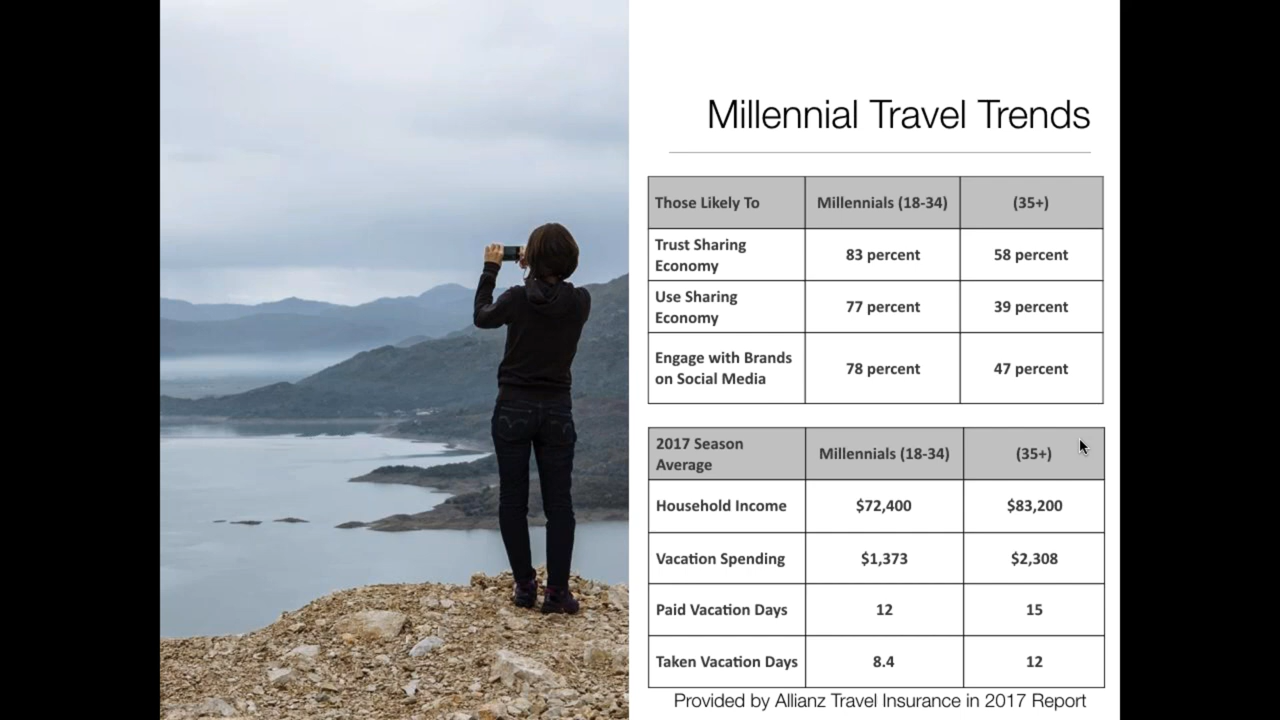 Millennial Travel Trends
Those Likely To Millennials (18-34) (35+)
Trust Sharing
Economy 83 percent 58 percent
Use Sharing
Economy 77 percent 39 percent
Engage with Brands
on Social Media 78 percent 47 percent
2017 Season
Average Millennials (18-34) (35+)
Household Income $72,400 $83,200
Vacation Spending $1,373 $2,308
Paid Vacation Days 12 15
Taken Vacation Days 8.4 12
Provided by Allianz Travel Insurance in 2017 Report